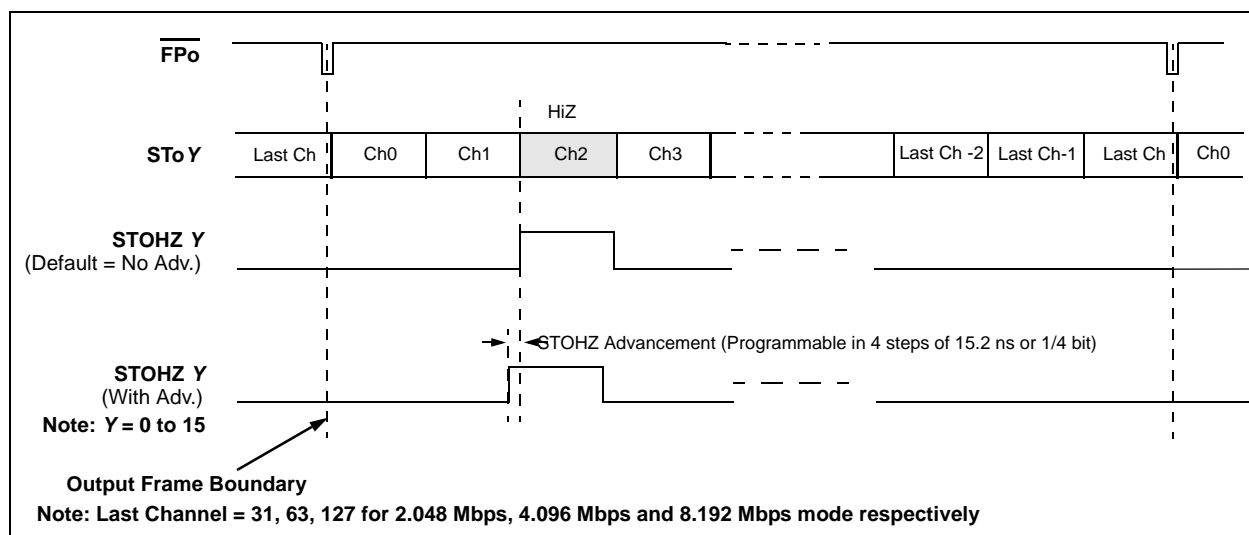 FPo
HiZ
STo Y
Last Ch
Ch0
Ch1
Ch2
Ch3
Last Ch -2
Last Ch-1
Last Ch
Ch0
STOHZ Y
(Default = No Adv.)
STOHZ Advancement (Programmable in 4 steps of 15.2 ns or 1/4 bit)
STOHZ Y
(With Adv.)
Note: Y = 0 to 15
Output Frame Boundary
Note: Last Channel = 31, 63, 127 for 2.048 Mbps, 4.096 Mbps and 8.192 Mbps mode respectively